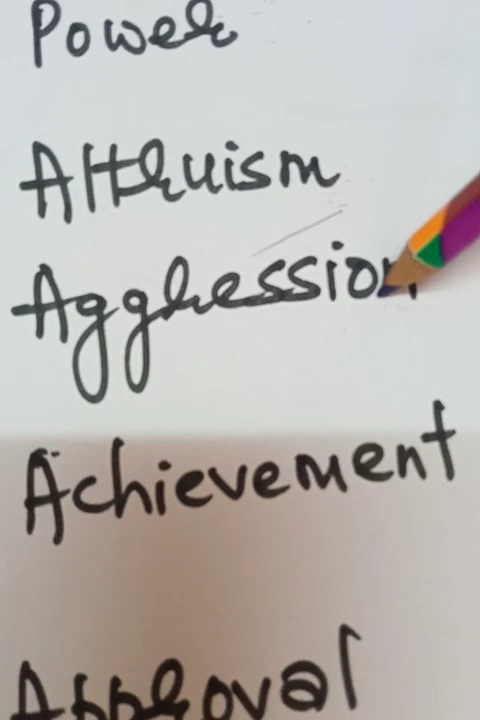 Power
Altruism
Aggression
Achievement
Approval